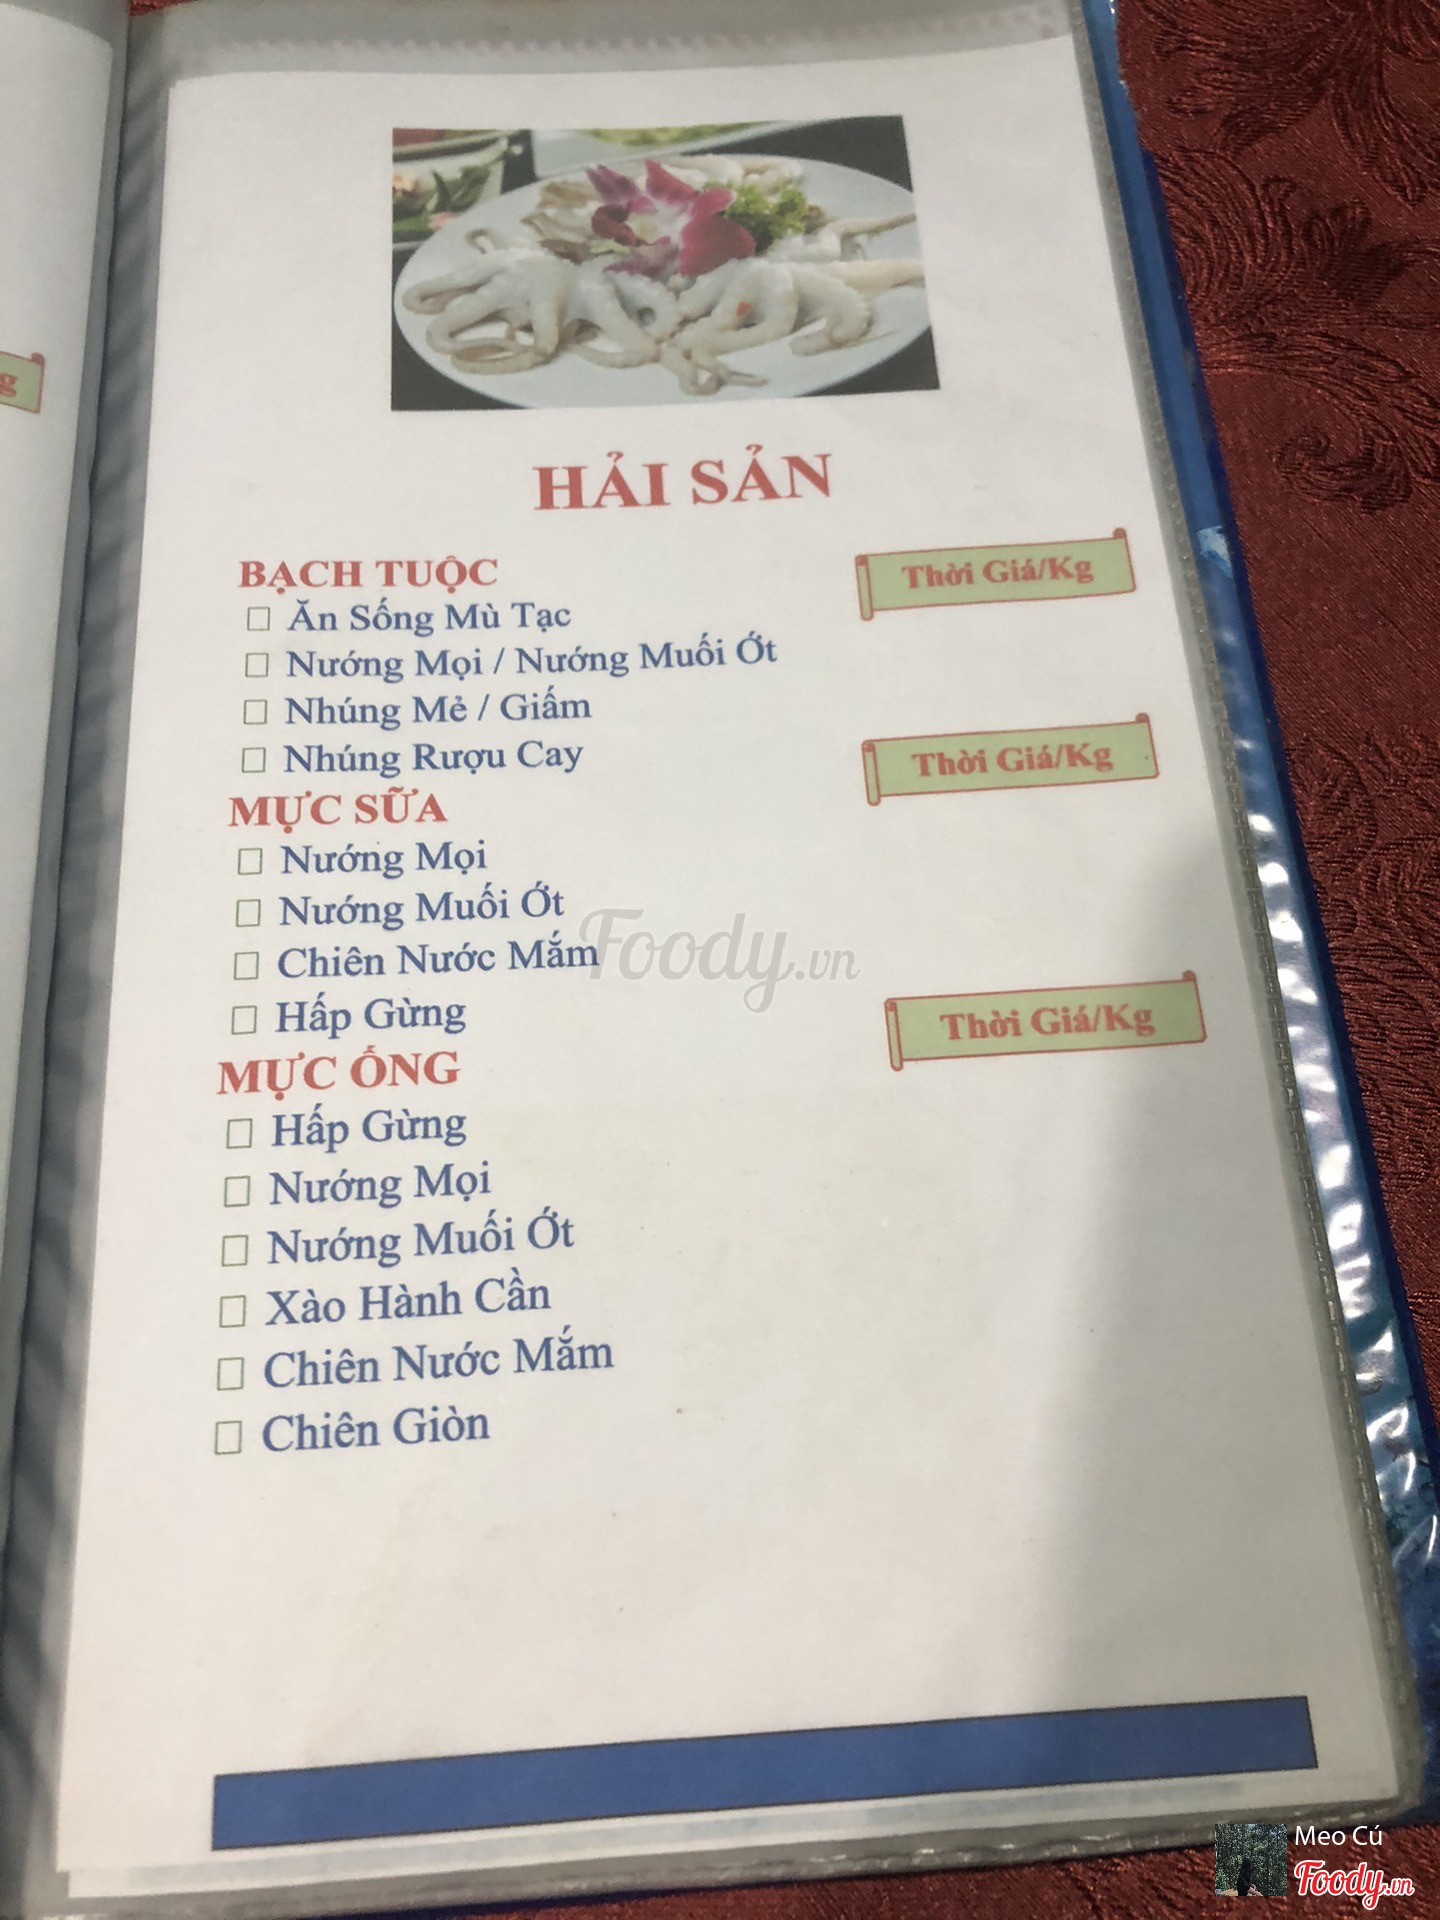 g
HẢI SẢN
BẠCH TUỘC Thời Giá/Kg
Ăn Sống Mù Tạc
Nướng Mọi / Nướng Muối Ớt
Nhúng Mẻ / Giấm
Nhúng Rượu Cay Thời Giá/Kg
MỰC SỮA
Nướng Mọi
Nướng Muối Ớt
Chiên Nước Mắm
Foody.vn
Hấp Gừng Thời Giá/Kg
MỰC ỐNG
Hấp Gừng
Nướng Mọi
Nướng Muối Ớt
Xào Hành Cần
Chiên Nước Mắm
Chiên Giòn
Meo Cú
Foody.vn